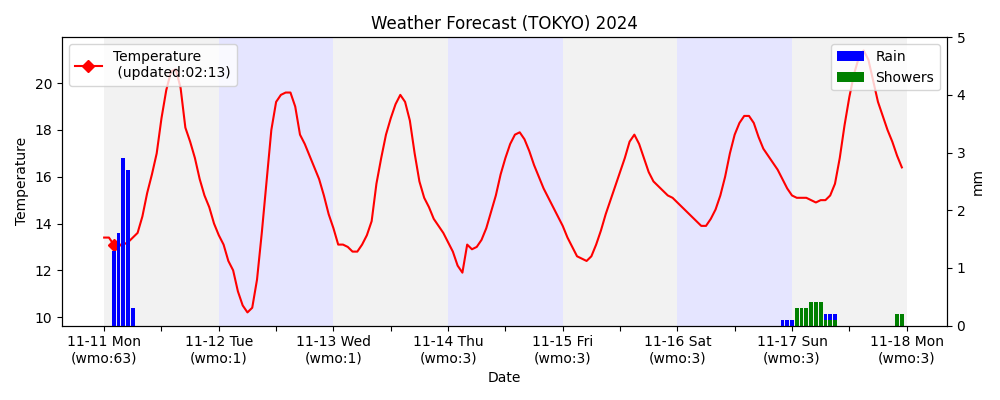 Weather Forecast (TOKYO) 2024
Temperature
(updated:02:13)
Rain
Showers
20
18
16
14
12
10
Temperature
5
4
3
2
1
0
mm
11-11 Mon
(wmo:63)
11-12 Tue
(wmo:1)
11-13 Wed
(wmo:1)
11-14 Thu
(wmo:3)
11-15 Fri
(wmo:3)
11-16 Sat
(wmo:3)
11-17 Sun
(wmo:3)
11-18 Mon
(wmo:3)
Date